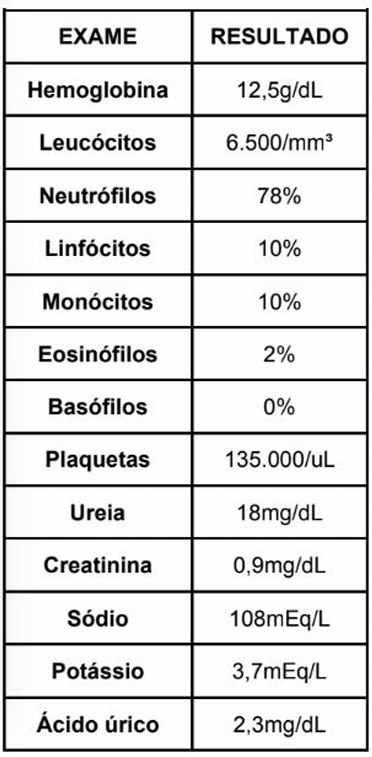 EXAME RESULTADO
Hemoglobina 12,5g/dL
Leucócitos 6.500/mm³
Neutrófilos 78%
Linfócitos 10%
Monócitos 10%
Eosinófilos 2%
Basófilos 0%
Plaquetas 135.000/uL
Ureia 18mg/dL
Creatinina 0,9mg/dL
Sódio 108mEq/L
Potássio 3,7mEq/L
Ácido úrico 2,3mg/dL